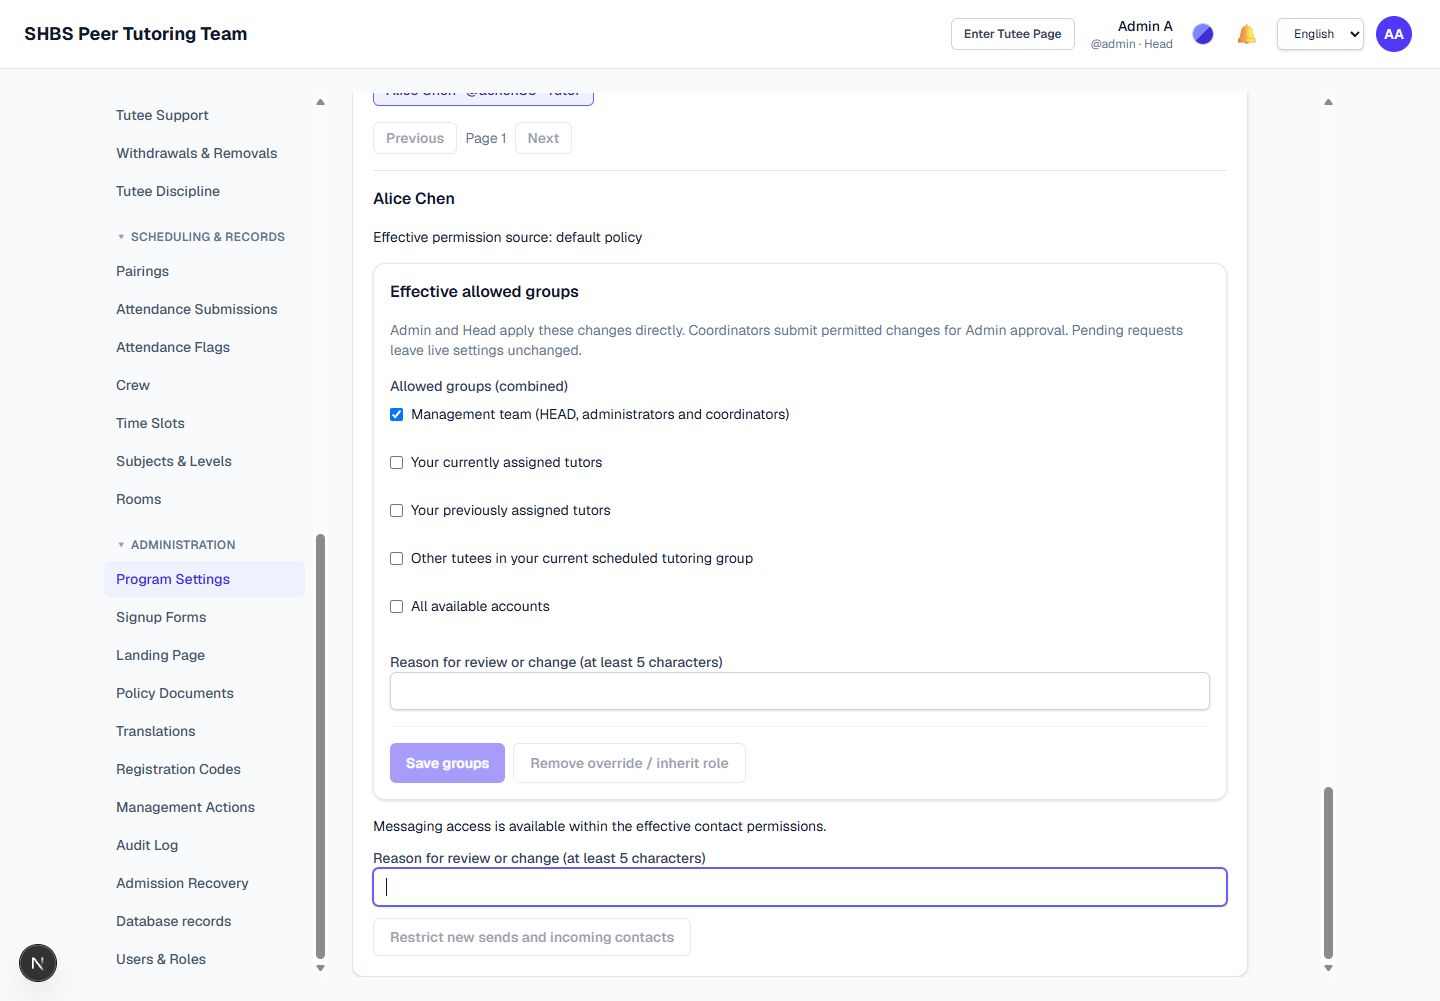 SHBS Peer Tutoring Team
Enter Tutee Page
Admin A
@admin · Head
English
AA
Tutee Support
Withdrawals & Removals
Tutee Discipline
SCHEDULING & RECORDS
Pairings
Attendance Submissions
Attendance Flags
Crew
Time Slots
Subjects & Levels
Rooms
ADMINISTRATION
Program Settings
Signup Forms
Landing Page
Policy Documents
Translations
Registration Codes
Management Actions
Audit Log
Admission Recovery
Database records
Users & Roles
N
Previous
Page 1
Next
Alice Chen
Effective permission source: default policy
Effective allowed groups
Admin and Head apply these changes directly. Coordinators submit permitted changes for Admin approval. Pending requests
leave live settings unchanged.
Allowed groups (combined)
Management team (HEAD, administrators and coordinators)
Your currently assigned tutors
Your previously assigned tutors
Other tutees in your current scheduled tutoring group
All available accounts
Reason for review or change (at least 5 characters)
Save groups
Remove override / inherit role
Messaging access is available within the effective contact permissions.
Reason for review or change (at least 5 characters)
Restrict new sends and incoming contacts